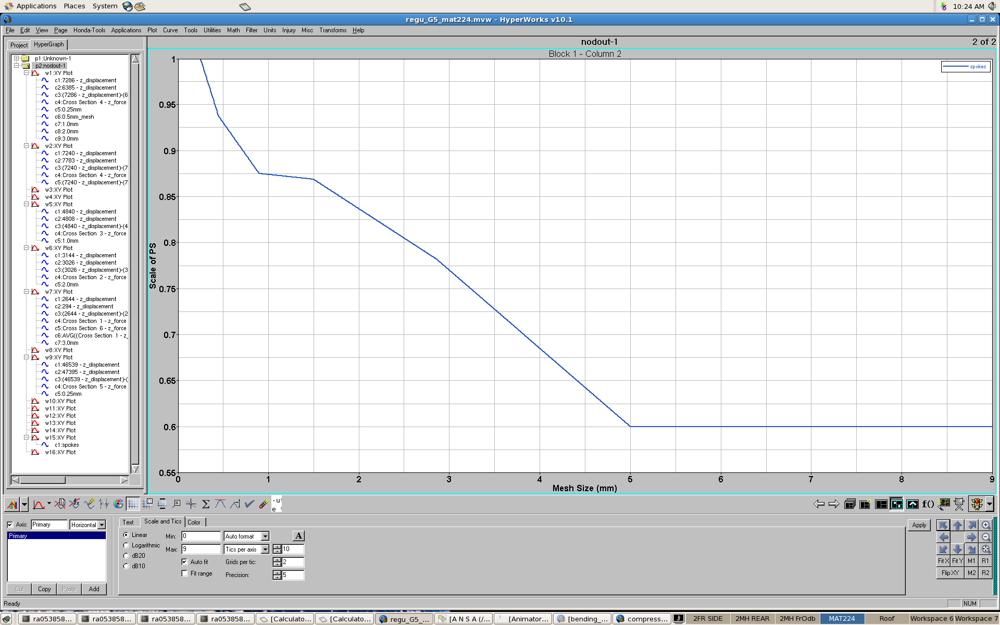 Applications Places System 10:24 AM
regu_G5_mat224.mvw - HyperWorks v10.1
File Edit View Page Honda-Tools Applications Plot Curve Tools Utilities Math Filter Units Injury Misc Transforms Help
Project HyperGraph
nodout-1 2 of 2
p1:Unknown-1
p2:nodout-1
w1:XY Plot
c1:7286 - z_displacement
c2:6385 - z_displacement
c3:(7286 - z_displacement)-(6
c4:Cross Section 4 - z_force
c5:0.25mm
c6:0.5mm_mesh
c7:1.0mm
c8:2.0mm
c9:3.0mm
w2:XY Plot
c1:7240 - z_displacement
c2:7783 - z_displacement
c3:(7240 - z_displacement)-(7
c4:Cross Section 4 - z_force
c5:(7240 - z_displacement)-(7
w3:XY Plot
w4:XY Plot
w5:XY Plot
c1:4840 - z_displacement
c2:4808 - z_displacement
c3:(4840 - z_displacement)-(4
c4:Cross Section 3 - z_force
c5:1.0mm
w6:XY Plot
c1:3144 - z_displacement
c2:3026 - z_displacement
c3:(3026 - z_displacement)-(3
c4:Cross Section 2 - z_force
c5:2.0mm
w7:XY Plot
c1:2644 - z_displacement
c2:294 - z_displacement
c3:(2644 - z_displacement)-(2
c4:Cross Section 1 - z_force
c5:Cross Section 6 - z_force
c6:AVG((Cross Section 1 - z_
c7:3.0mm
w8:XY Plot
w9:XY Plot
c1:46539 - z_displacement
c2:47395 - z_displacement
c3:(46539 - z_displacement)-(
c4:Cross Section 5 - z_force
c5:0.25mm
w10:XY Plot
w11:XY Plot
w12:XY Plot
w13:XY Plot
w14:XY Plot
w15:XY Plot
c1:spokes
w16:XY Plot
Block 1 - Column 2
spokes
1
0.95
0.9
0.85
0.8
0.75
0.7
0.65
0.6
0.55
Scale of PS
0 1 2 3 4 5 6 7 8 9
Mesh Size (mm)
f()
Axis: Primary Horizontal
Primary
Cut Copy Paste Add
Text Scale and Tics Color
Linear Min: 0 Auto format A
Logarithmic Max: 9 Tics per axis 10
dB20 Auto fit Grids per tic: 2
dB10 Fit range Precision: 5
Apply
Fit X Fit Y M1 R1
Flip XY M2 R2
Ready NUM
ra053858... ra053858... ra053858... ra053858... [Calculato... [Calculato... regu_G5_... [A N S A (/... [Animator... [bending_... compress... 2FR SIDE 2MH REAR 2MH FrOdb MAT224 Roof Workspace 6 Workspace 7